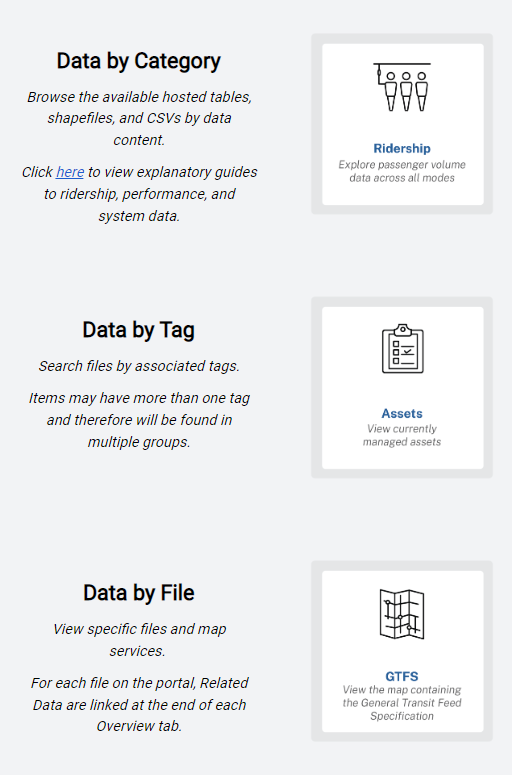 Data by Category
Browse the available hosted tables,
shapefiles, and CSVs by data
content.
Click here to view explanatory guides
to ridership, performance, and
system data.
Ridership
Explore passenger volume
data across all modes
Data by Tag
Search files by associated tags.
Items may have more than one tag
and therefore will be found in
multiple groups.
Assets
View currently
managed assets
Data by File
View specific files and map
services.
For each file on the portal, Related
Data are linked at the end of each
Overview tab.
GTFS
View the map containing
the General Transit Feed
Specification